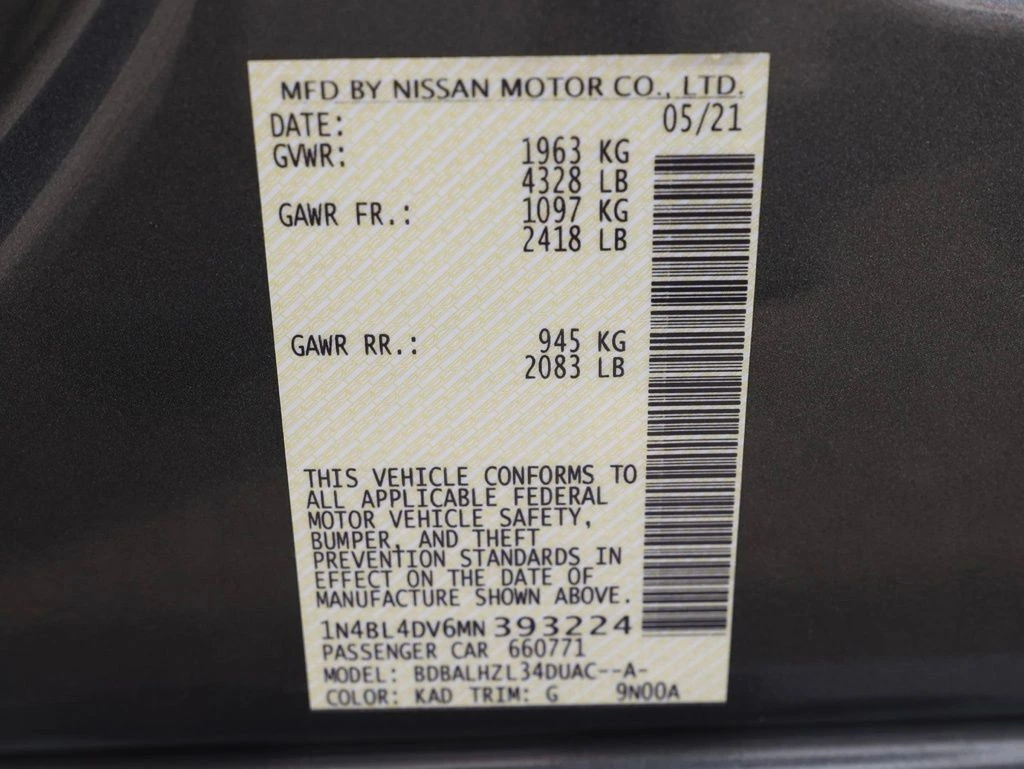 MFD BY NISSAN MOTOR CO., LTD.
DATE: 05/21
GVWR: 1963 KG
4328 LB
GAWR FR.: 1097 KG
2418 LB
GAWR RR.: 945 KG
2083 LB
THIS VEHICLE CONFORMS TO
ALL APPLICABLE FEDERAL
MOTOR VEHICLE SAFETY,
BUMPER, AND THEFT
PREVENTION STANDARDS IN
EFFECT ON THE DATE OF
MANUFACTURE SHOWN ABOVE.
1N4BL4DV6MN 393224
PASSENGER CAR 660771
MODEL: BDBALHZL34DUAC--A-
COLOR: KAD TRIM: G 9N00A